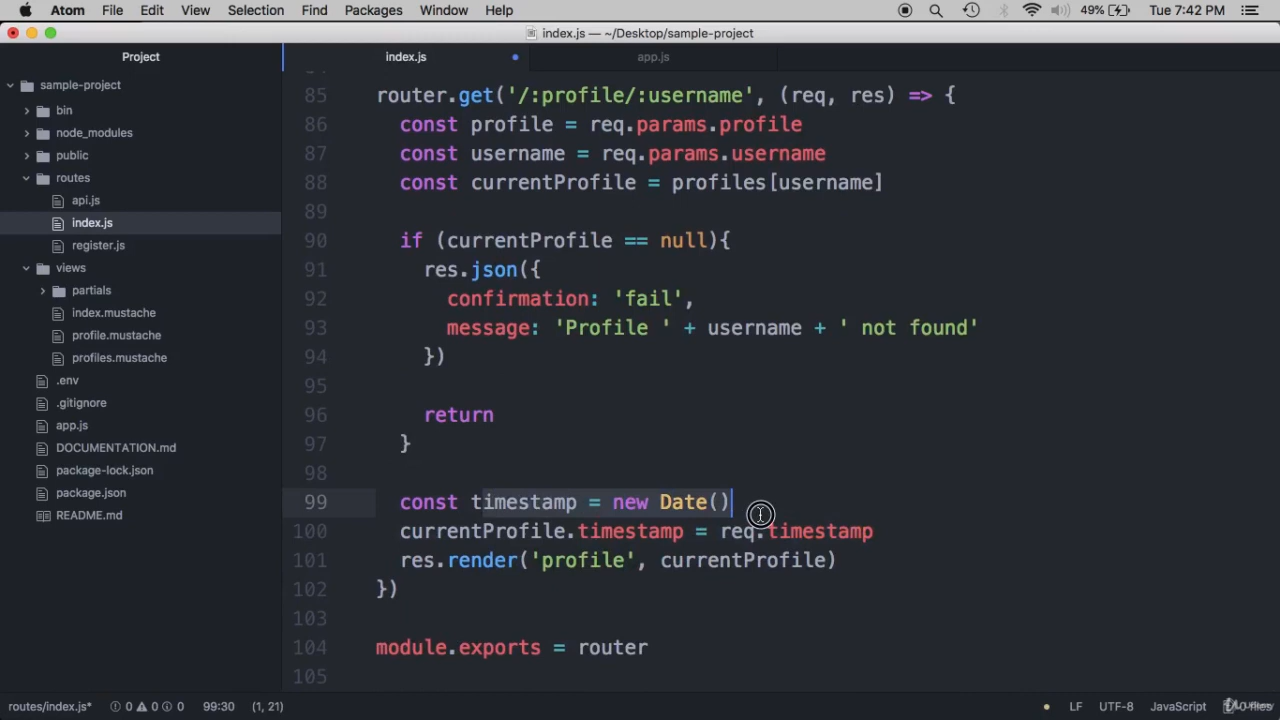 Atom File Edit View Selection Find Packages Window Help 49% Tue 7:42 PM
index.js — ~/Desktop/sample-project
Project
index.js
app.js
sample-project
bin
node_modules
public
routes
api.js
index.js
register.js
views
partials
index.mustache
profile.mustache
profiles.mustache
.env
.gitignore
app.js
DOCUMENTATION.md
package-lock.json
package.json
README.md
85 router.get('/:profile/:username', (req, res) => {
86 const profile = req.params.profile
87 const username = req.params.username
88 const currentProfile = profiles[username]
89
90 if (currentProfile == null){
91 res.json({
92 confirmation: 'fail',
93 message: 'Profile ' + username + ' not found'
94 })
95
96 return
97 }
98
99 const timestamp = new Date()
100 currentProfile.timestamp = req.timestamp
101 res.render('profile', currentProfile)
102 })
103
104 module.exports = router
105
routes/index.js* 0 0 0 99:30 (1, 21) LF UTF-8 JavaScript files